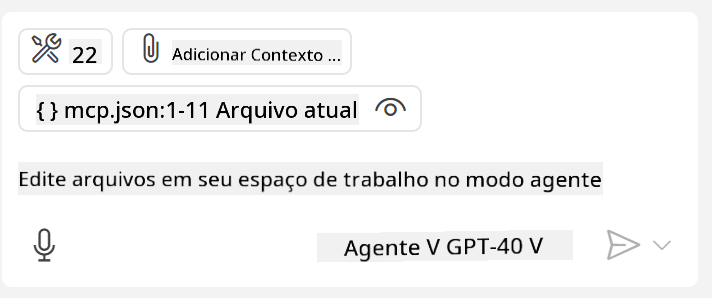 22 Adicionar Contexto ...
{ } mcp.json:1-11 Arquivo atual
Edite arquivos em seu espaço de trabalho no modo agente
Agente V GPT-40 V